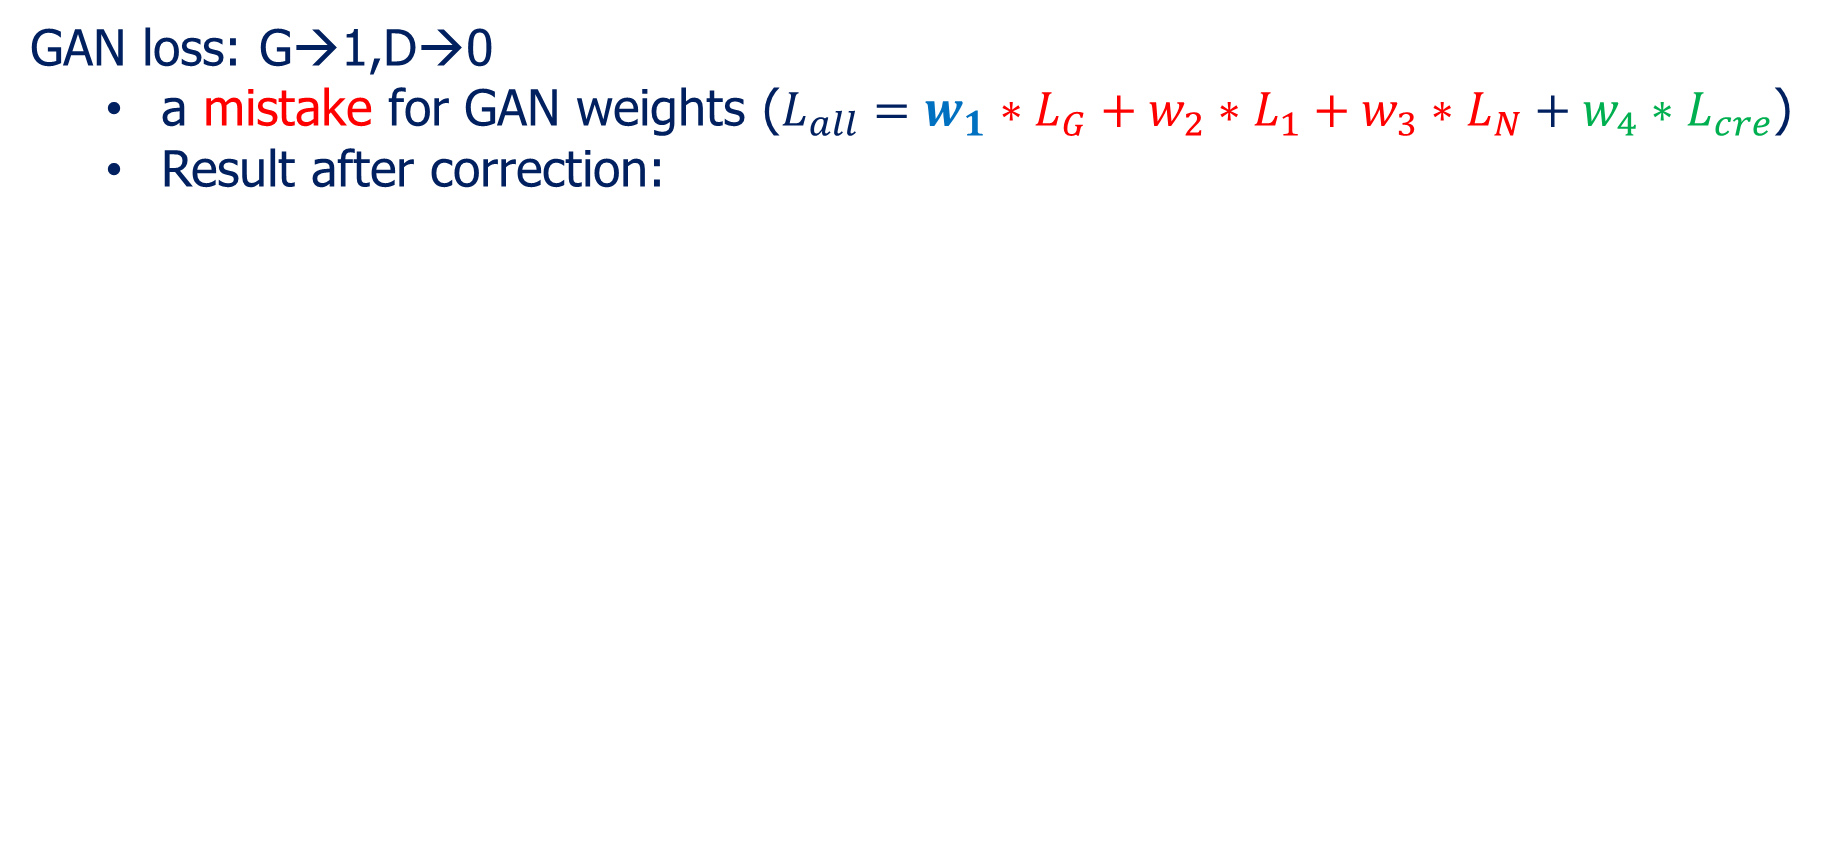 GAN loss: G→1,D→0
• a mistake for GAN weights (L_all = w_1 * L_G + w_2 * L_1 + w_3 * L_N + w_4 * L_cre)
• Result after correction: